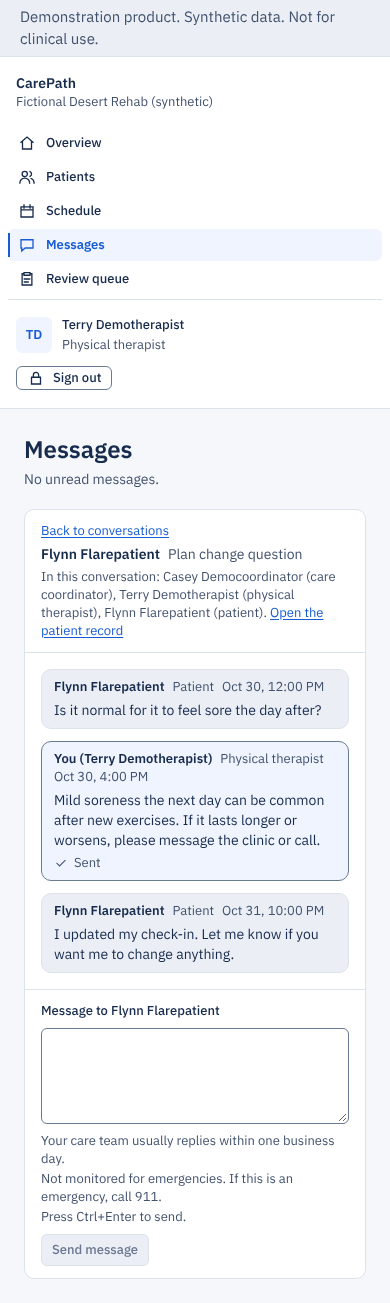 Demonstration product. Synthetic data. Not for
clinical use.
CarePath
Fictional Desert Rehab (synthetic)
Overview
Patients
Schedule
Messages
Review queue
TD
Terry Demotherapist
Physical therapist
Sign out
Messages
No unread messages.
Back to conversations
Flynn Flarepatient Plan change question
In this conversation: Casey Democoordinator (care
coordinator), Terry Demotherapist (physical
therapist), Flynn Flarepatient (patient). Open the
patient record
Flynn Flarepatient Patient Oct 30, 12:00 PM
Is it normal for it to feel sore the day after?
You (Terry Demotherapist) Physical therapist
Oct 30, 4:00 PM
Mild soreness the next day can be common
after new exercises. If it lasts longer or
worsens, please message the clinic or call.
Sent
Flynn Flarepatient Patient Oct 31, 10:00 PM
I updated my check-in. Let me know if you
want me to change anything.
Message to Flynn Flarepatient
Your care team usually replies within one business
day.
Not monitored for emergencies. If this is an
emergency, call 911.
Press Ctrl+Enter to send.
Send message